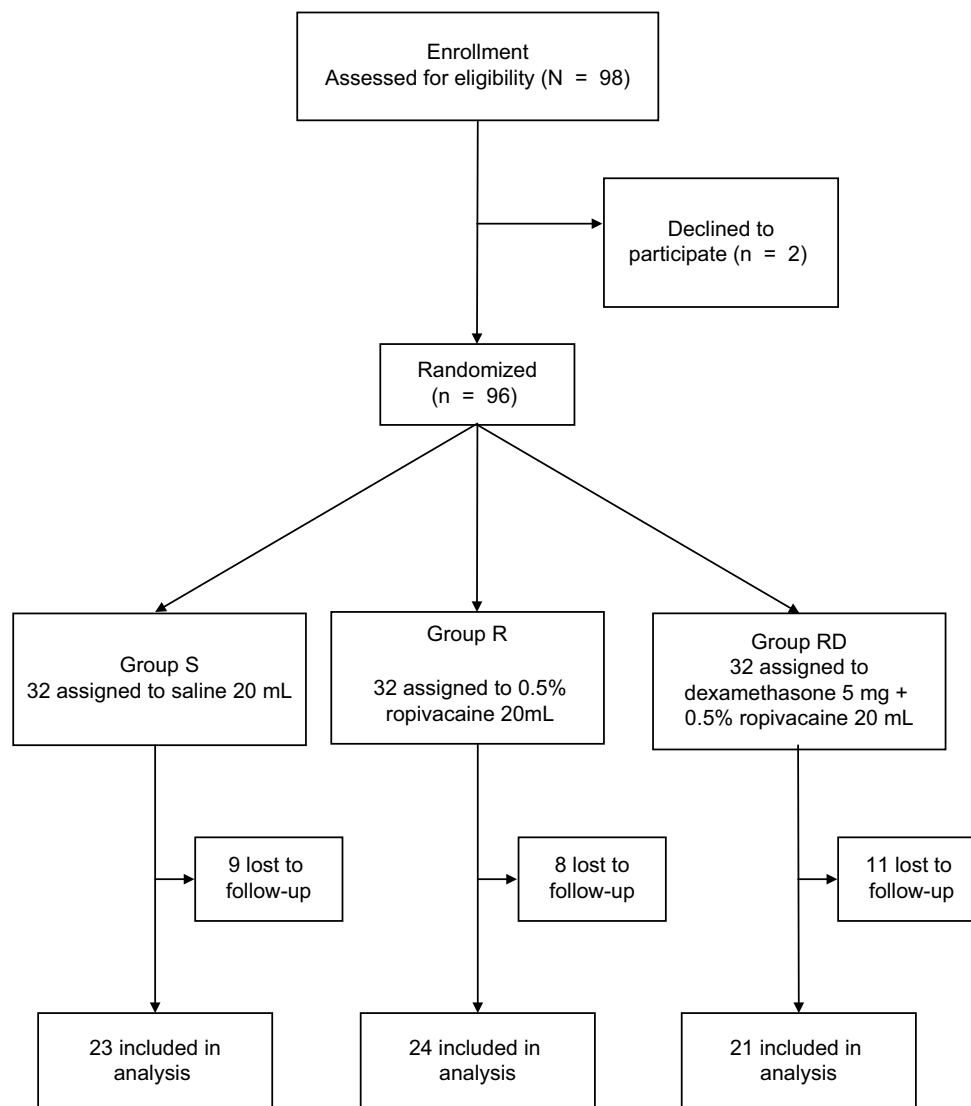 Enrollment
Assessed for eligibility (N = 98)
Declined to
participate (n = 2)
Randomized
(n = 96)
Group S
32 assigned to saline 20 mL
Group R
32 assigned to 0.5%
ropivacaine 20mL
Group RD
32 assigned to
dexamethasone 5 mg +
0.5% ropivacaine 20 mL
9 lost to
follow-up
8 lost to
follow-up
11 lost to
follow-up
23 included in
analysis
24 included in
analysis
21 included in
analysis